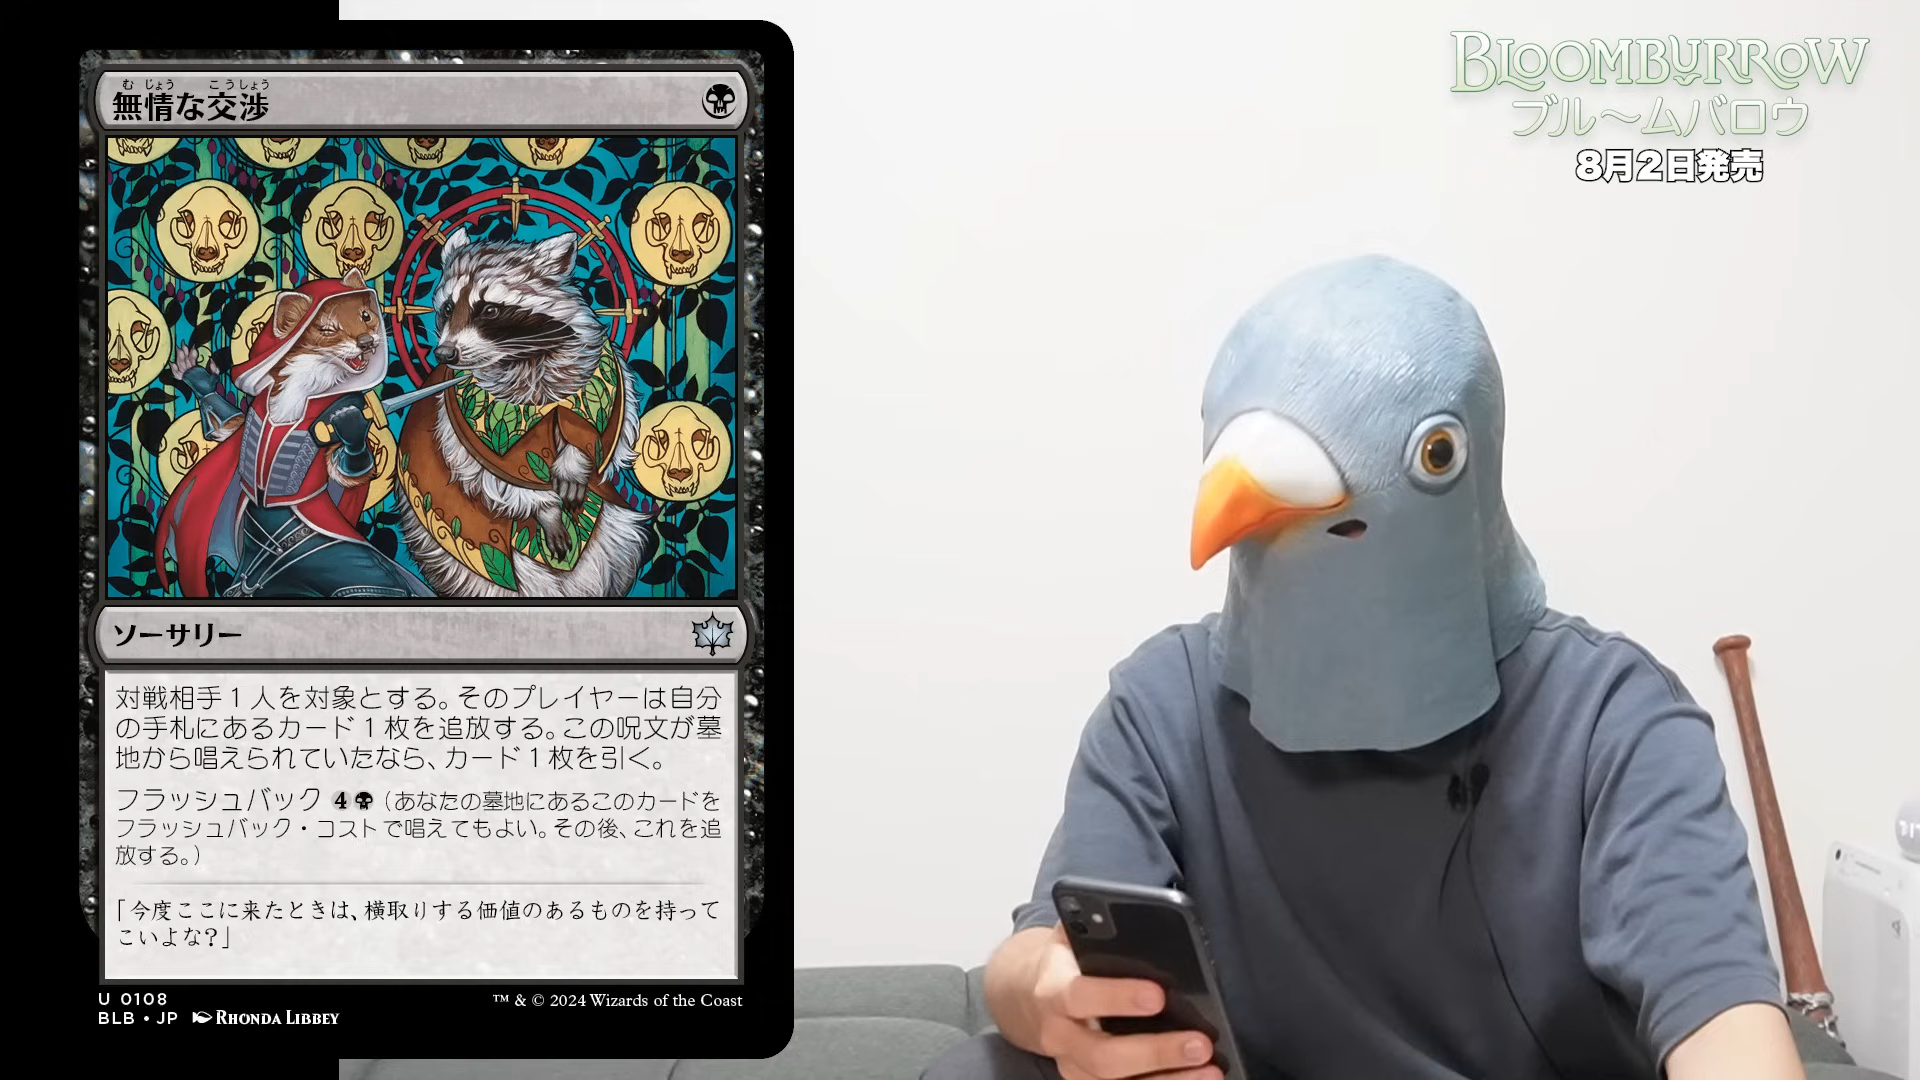 む じょう こうしょう
無情な交渉
ソーサリー
対戦相手1人を対象とする。そのプレイヤーは自分
の手札にあるカード1枚を追放する。この呪文が墓
地から唱えられていたなら、カード1枚を引く。
フラッシュバック 4（あなたの墓地にあるこのカードを
フラッシュバック・コストで唱えてもよい。その後、これを追
放する。）
「今度ここに来たときは、横取りする価値のあるものを持って
こいよな?」
U 0108
BLB • JP RHONDA LIBBEY
™ & © 2024 Wizards of the Coast
BLOOMBURROW
ブルームバロウ
8月2日発売